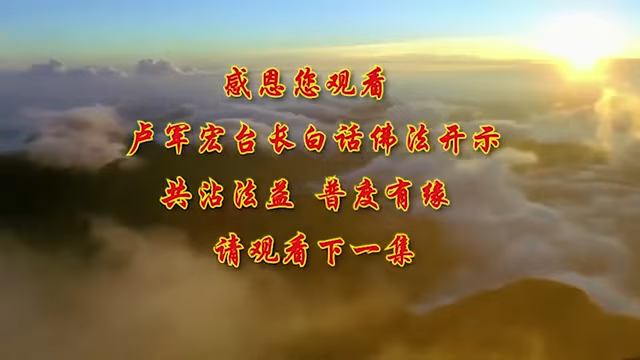 感恩您观看
卢军宏台长白话佛法开示
共沾法益 普度有缘
请观看下一集